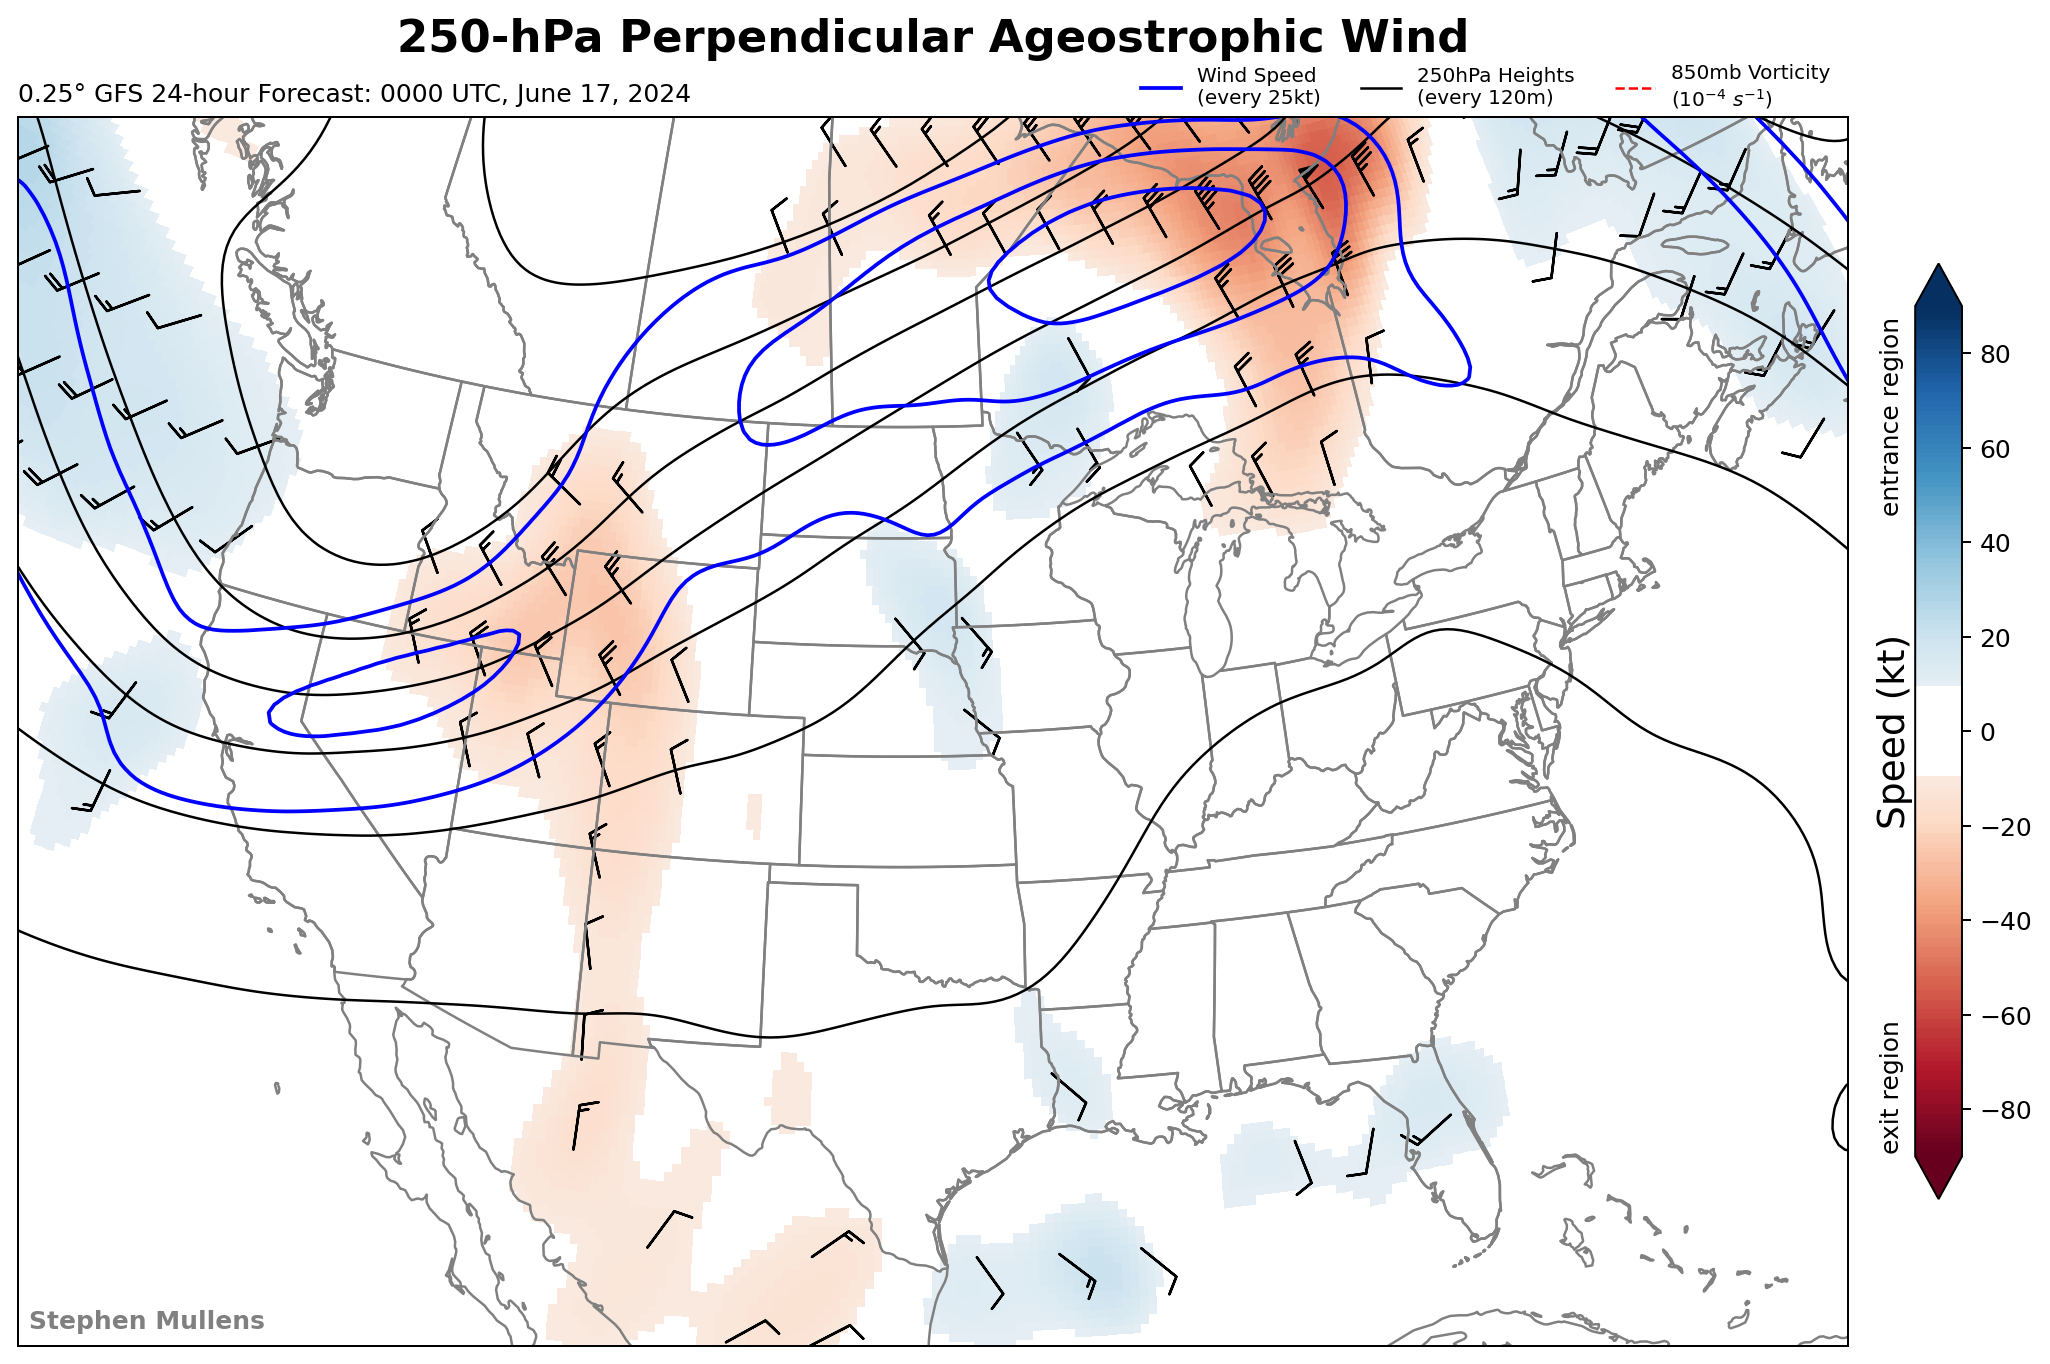 250-hPa Perpendicular Ageostrophic Wind
0.25° GFS 24-hour Forecast: 0000 UTC, June 17, 2024
Wind Speed
(every 25kt)
250hPa Heights
(every 120m)
850mb Vorticity
(10⁻⁴ s⁻¹)
entrance region
Speed (kt)
exit region
80
60
40
20
0
−20
−40
−60
−80
Stephen Mullens